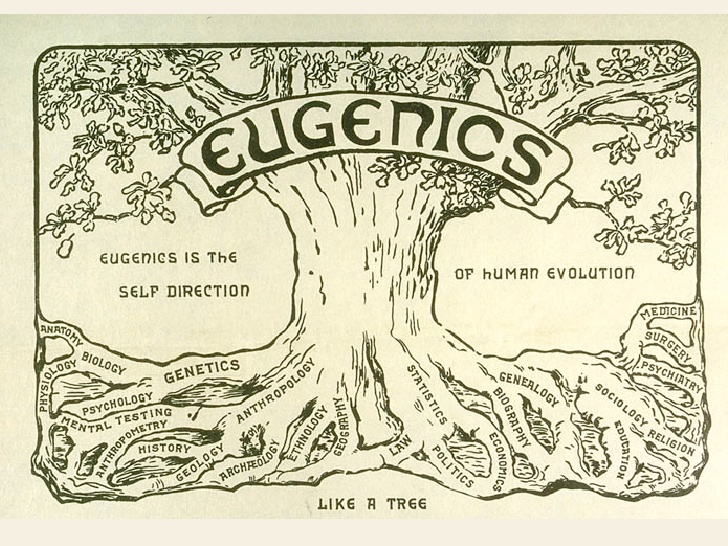 EUGENICS
EUGENICS IS THE
SELF DIRECTION
OF HUMAN EVOLUTION
ANATOMY
PHYSIOLOGY
BIOLOGY
GENETICS
PSYCHOLOGY
MENTAL TESTING
ANTHROPOMETRY
HISTORY
GEOLOGY
ANTHROPOLOGY
ARCHÆOLOGY
ETHNOLOGY
GEOGRAPHY
LAW
STATISTICS
POLITICS
ECONOMICS
BIOGRAPHY
GENEALOGY
EDUCATION
SOCIOLOGY
RELIGION
PSYCHIATRY
SURGERY
MEDICINE
LIKE A TREE